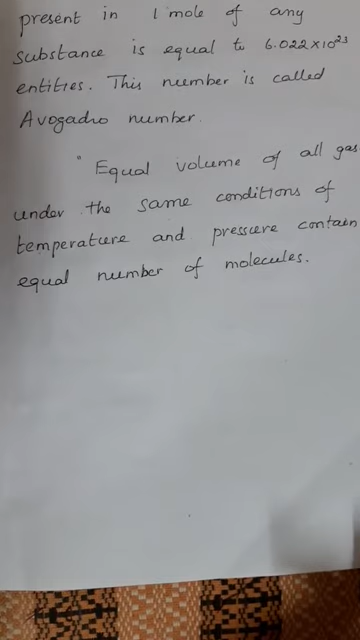 present in 1 mole of any
substance is equal to 6.022×10²³
entities. This number is called
Avogadro number.
" Equal volume of all gas
under the same conditions of
temperature and pressure contain
equal number of molecules.